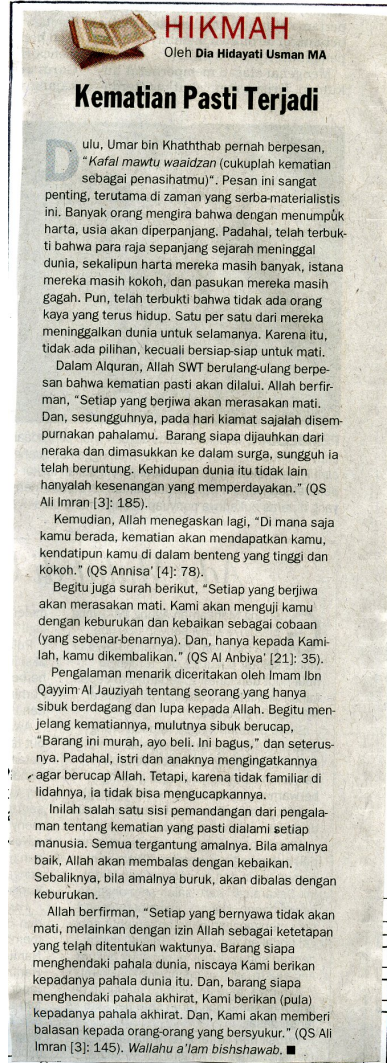 HIKMAH
Oleh Dia Hidayati Usman MA
Kematian Pasti Terjadi
Dulu, Umar bin Khaththab pernah berpesan,
“Kafal mawtu waaidzan (cukuplah kematian
sebagai penasihatmu)“. Pesan ini sangat
penting, terutama di zaman yang serba-materialistis
ini. Banyak orang mengira bahwa dengan menumpuk
harta, usia akan diperpanjang. Padahal, telah terbuk-
ti bahwa para raja sepanjang sejarah meninggal
dunia, sekalipun harta mereka masih banyak, istana
mereka masih kokoh, dan pasukan mereka masih
gagah. Pun, telah terbukti bahwa tidak ada orang
kaya yang terus hidup. Satu per satu dari mereka
meninggalkan dunia untuk selamanya. Karena itu,
tidak ada pilihan, kecuali bersiap-siap untuk mati.
Dalam Alquran, Allah SWT berulang-ulang berpe-
san bahwa kematian pasti akan dilalui. Allah berfir-
man, “Setiap yang berjiwa akan merasakan mati.
Dan, sesungguhnya, pada hari kiamat sajalah disem-
purnakan pahalamu. Barang siapa dijauhkan dari
neraka dan dimasukkan ke dalam surga, sungguh ia
telah beruntung. Kehidupan dunia itu tidak lain
hanyalah kesenangan yang memperdayakan.” (QS
Ali Imran [3]: 185).
Kemudian, Allah menegaskan lagi, “Di mana saja
kamu berada, kematian akan mendapatkan kamu,
kendatipun kamu di dalam benteng yang tinggi dan
kokoh.” (QS Annisa’ [4]: 78).
Begitu juga surah berikut, “Setiap yang berjiwa
akan merasakan mati. Kami akan menguji kamu
dengan keburukan dan kebaikan sebagai cobaan
(yang sebenar-benarnya). Dan, hanya kepada Kami-
lah, kamu dikembalikan.” (QS Al Anbiya’ [21]: 35).
Pengalaman menarik diceritakan oleh Imam Ibn
Qayyim Al Jauziyah tentang seorang yang hanya
sibuk berdagang dan lupa kepada Allah. Begitu men-
jelang kematiannya, mulutnya sibuk berucap,
“Barang ini murah, ayo beli. Ini bagus,” dan seterus-
nya. Padahal, istri dan anaknya mengingatkannya
agar berucap Allah. Tetapi, karena tidak familiar di
lidahnya, ia tidak bisa mengucapkannya.
Inilah salah satu sisi pemandangan dari pengala-
man tentang kematian yang pasti dialami setiap
manusia. Semua tergantung amalnya. Bila amalnya
baik, Allah akan membalas dengan kebaikan.
Sebaliknya, bila amalnya buruk, akan dibalas dengan
keburukan.
Allah berfirman, “Setiap yang bernyawa tidak akan
mati, melainkan dengan izin Allah sebagai ketetapan
yang telah ditentukan waktunya. Barang siapa
menghendaki pahala dunia, niscaya Kami berikan
kepadanya pahala dunia itu. Dan, barang siapa
menghendaki pahala akhirat, Kami berikan (pula)
kepadanya pahala akhirat. Dan, Kami akan memberi
balasan kepada orang-orang yang bersyukur.” (QS Ali
Imran [3]: 145). Wallahu a’lam bishshawab. ■